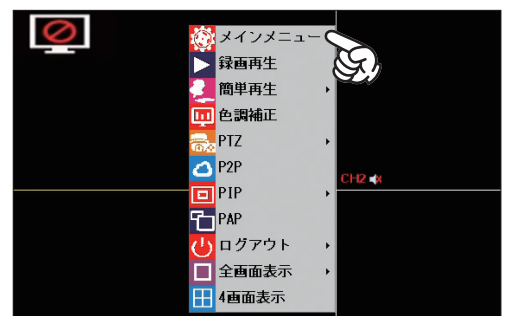 メインメニュー
録画再生
簡単再生
色調補正
PTZ
P2P
CH2
PIP
PAP
ログアウト
全画面表示
4画面表示